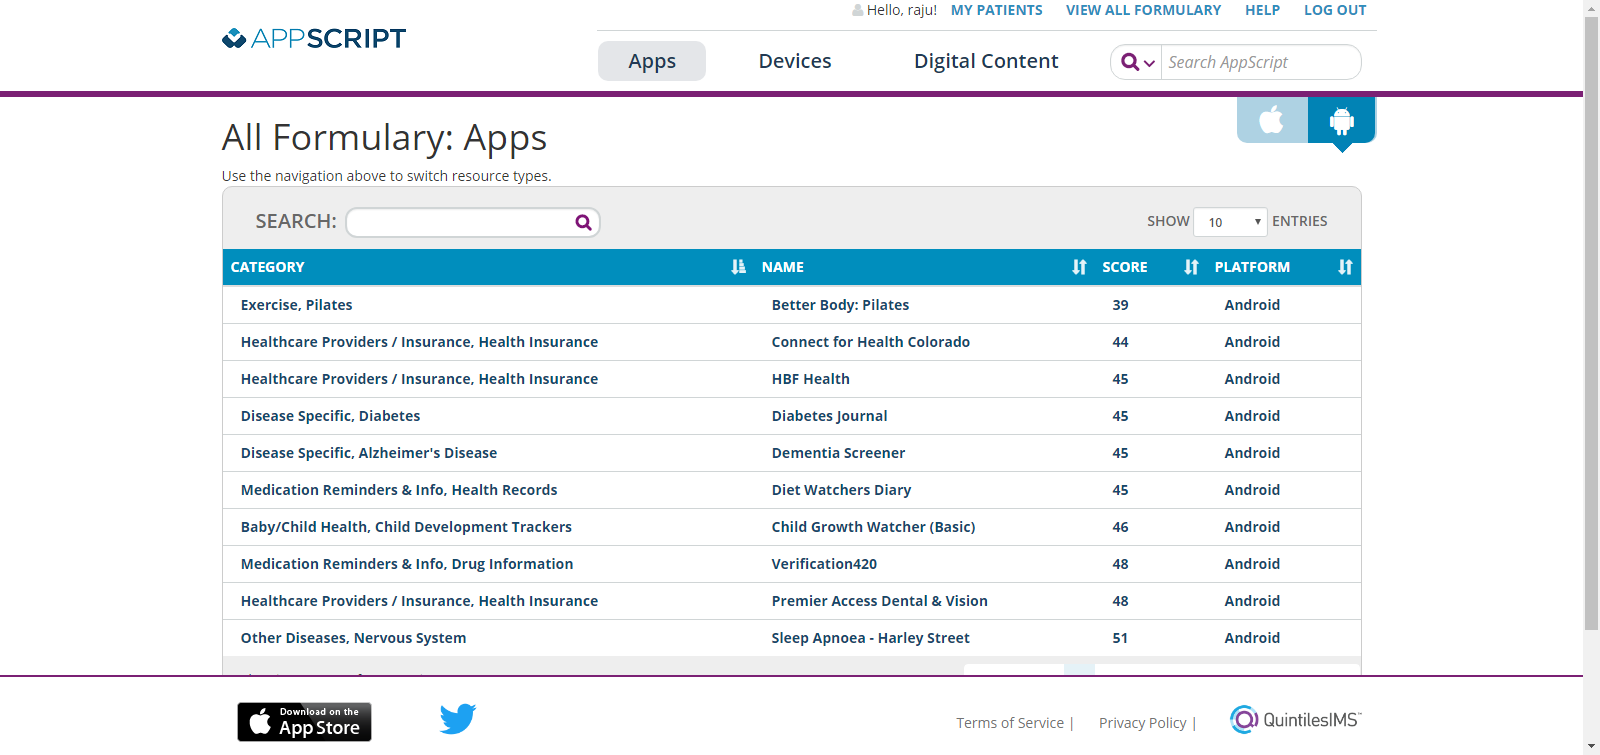 Hello, raju! MY PATIENTS VIEW ALL FORMULARY HELP LOG OUT
APPSCRIPT
Apps Devices Digital Content Search AppScript
All Formulary: Apps
Use the navigation above to switch resource types.
SEARCH: SHOW 10 ENTRIES
CATEGORY NAME SCORE PLATFORM
Exercise, Pilates Better Body: Pilates 39 Android
Healthcare Providers / Insurance, Health Insurance Connect for Health Colorado 44 Android
Healthcare Providers / Insurance, Health Insurance HBF Health 45 Android
Disease Specific, Diabetes Diabetes Journal 45 Android
Disease Specific, Alzheimer's Disease Dementia Screener 45 Android
Medication Reminders & Info, Health Records Diet Watchers Diary 45 Android
Baby/Child Health, Child Development Trackers Child Growth Watcher (Basic) 46 Android
Medication Reminders & Info, Drug Information Verification420 48 Android
Healthcare Providers / Insurance, Health Insurance Premier Access Dental & Vision 48 Android
Other Diseases, Nervous System Sleep Apnoea - Harley Street 51 Android
Download on the
App Store
Terms of Service | Privacy Policy | QuintilesIMS™